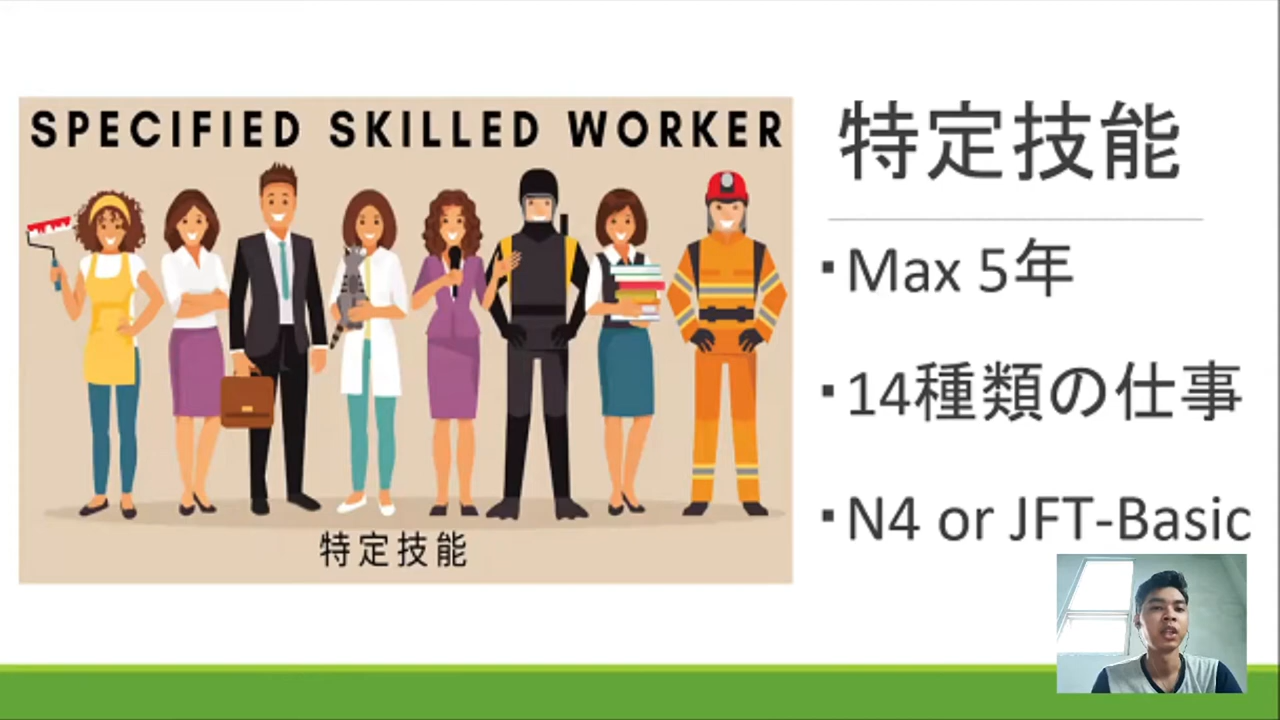 SPECIFIED SKILLED WORKER
特定技能
特定技能
▪Max 5年
▪14種類の仕事
▪N4 or JFT-Basic